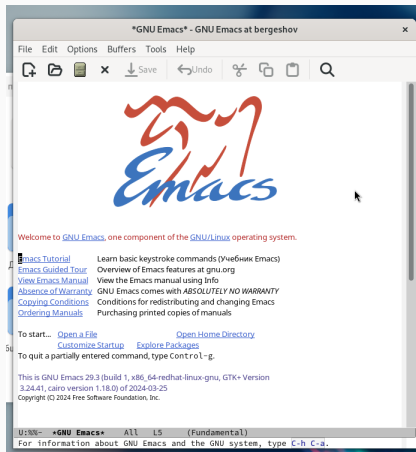 *GNU Emacs* - GNU Emacs at bergeshov
File Edit Options Buffers Tools Help
Save Undo
Emacs
Welcome to GNU Emacs, one component of the GNU/Linux operating system.
Emacs Tutorial Learn basic keystroke commands (Учебник Emacs)
Emacs Guided Tour Overview of Emacs features at gnu.org
View Emacs Manual View the Emacs manual using Info
Absence of Warranty GNU Emacs comes with ABSOLUTELY NO WARRANTY
Copying Conditions Conditions for redistributing and changing Emacs
Ordering Manuals Purchasing printed copies of manuals
To start... Open a File Open Home Directory
Customize Startup Explore Packages
To quit a partially entered command, type Control-g.
This is GNU Emacs 29.3 (build 1, x86_64-redhat-linux-gnu, GTK+ Version
3.24.41, cairo version 1.18.0) of 2024-03-25
Copyright (C) 2024 Free Software Foundation, Inc.
U:%%- *GNU Emacs* All L5 (Fundamental)
For information about GNU Emacs and the GNU system, type C-h C-a.